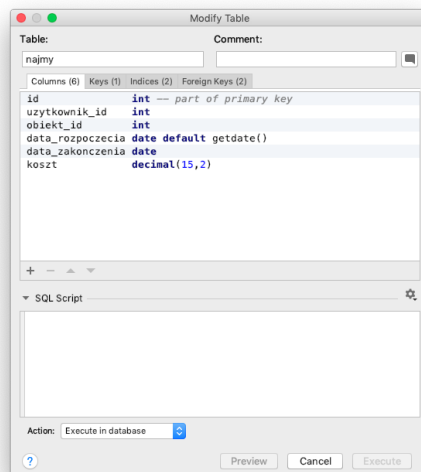 Modify Table
Table: Comment:
najmy
Columns (6) Keys (1) Indices (2) Foreign Keys (2)
id int -- part of primary key
uzytkownik_id int
obiekt_id int
data_rozpoczecia date default getdate()
data_zakonczenia date
koszt decimal(15,2)
SQL Script
Action: Execute in database
? Preview Cancel Execute